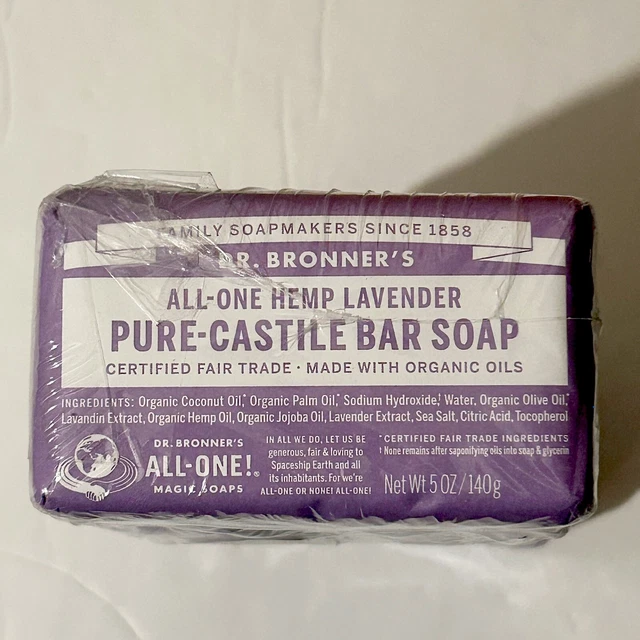 FAMILY SOAPMAKERS SINCE 1858
DR. BRONNER'S
ALL-ONE HEMP LAVENDER
PURE-CASTILE BAR SOAP
CERTIFIED FAIR TRADE · MADE WITH ORGANIC OILS
INGREDIENTS: Organic Coconut Oil,* Organic Palm Oil,* Sodium Hydroxide,† Water, Organic Olive Oil,*
Lavandin Extract, Organic Hemp Oil, Organic Jojoba Oil, Lavender Extract, Sea Salt, Citric Acid, Tocopherol
DR. BRONNER'S
ALL-ONE!®
MAGIC SOAPS
IN ALL WE DO, LET US BE
generous, fair & loving to
Spaceship Earth and all
its inhabitants. For we're
ALL-ONE OR NONE! ALL-ONE!
*CERTIFIED FAIR TRADE INGREDIENTS
† None remains after saponifying oils into soap & glycerin
Net Wt 5 OZ/140g